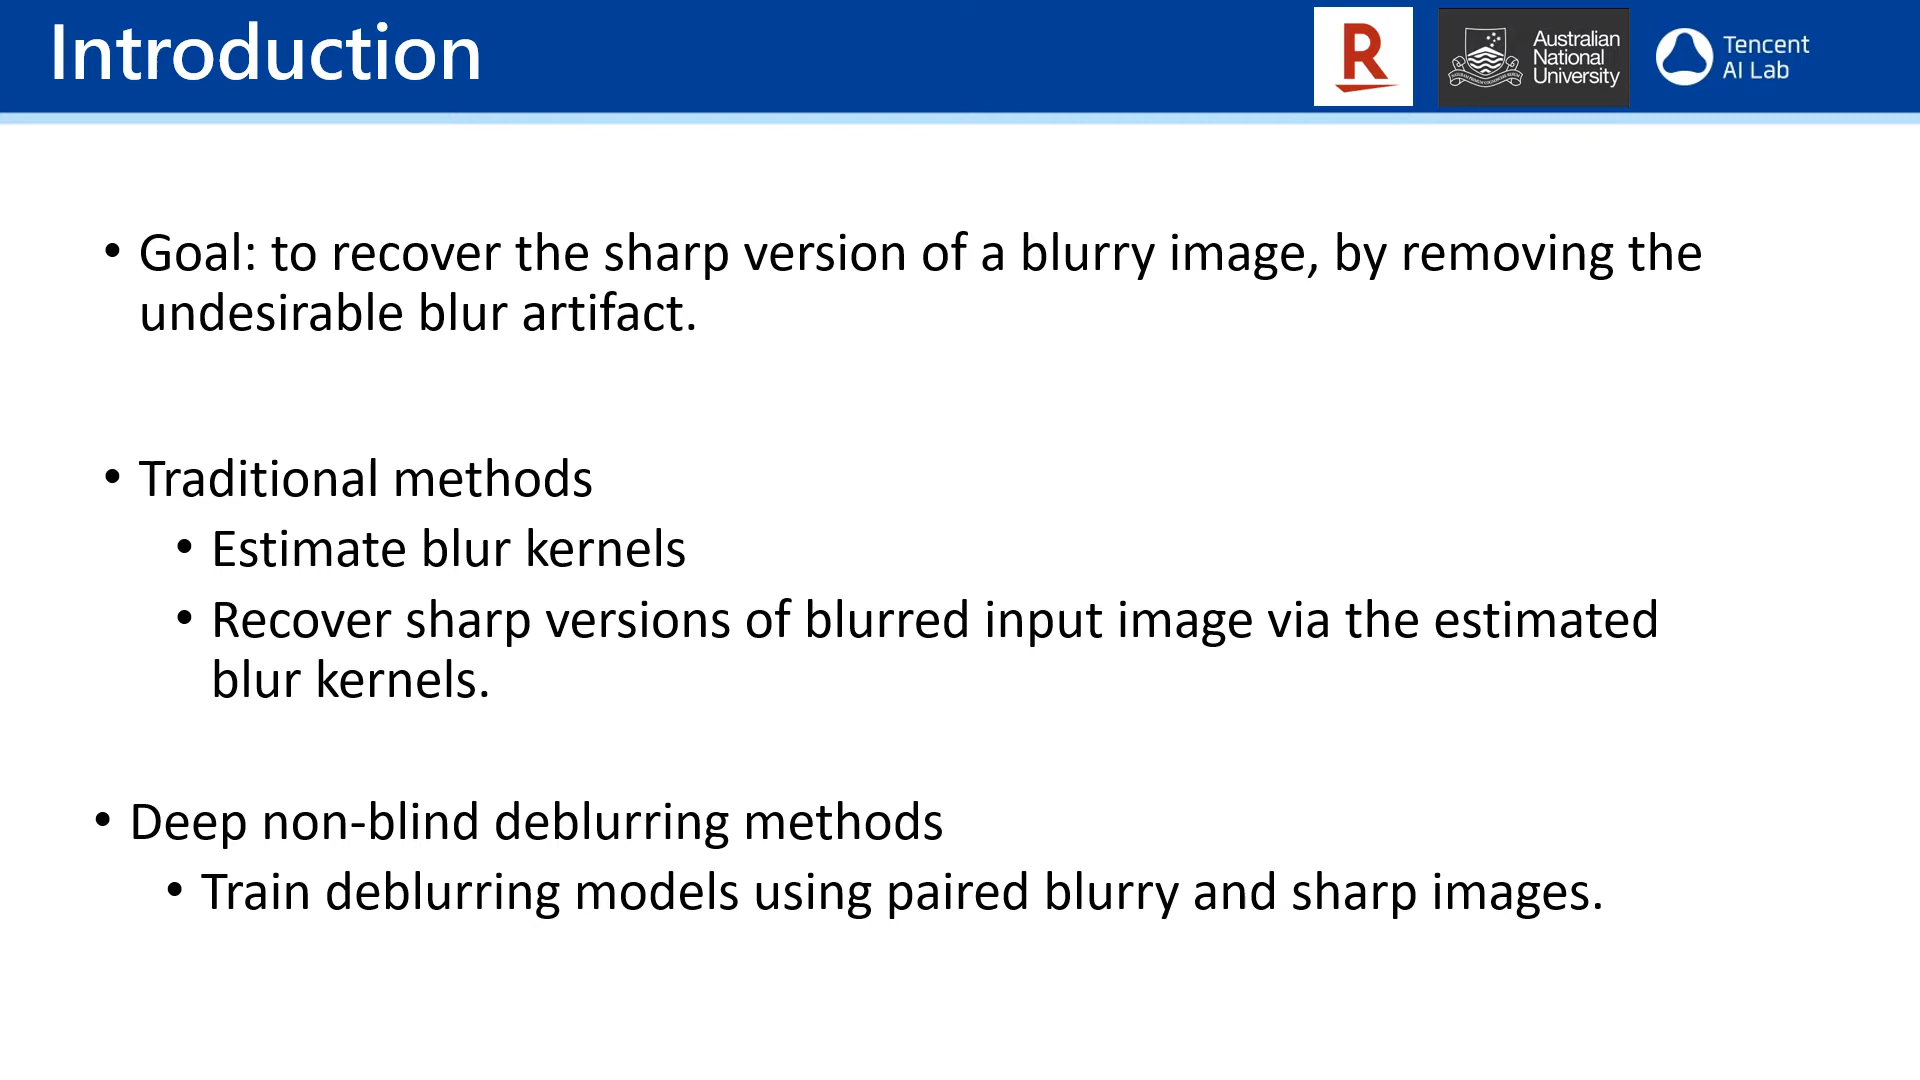 Introduction
R
Australian
National
University
Tencent
AI Lab
• Goal: to recover the sharp version of a blurry image, by removing the
undesirable blur artifact.
• Traditional methods
• Estimate blur kernels
• Recover sharp versions of blurred input image via the estimated
blur kernels.
• Deep non-blind deblurring methods
• Train deblurring models using paired blurry and sharp images.